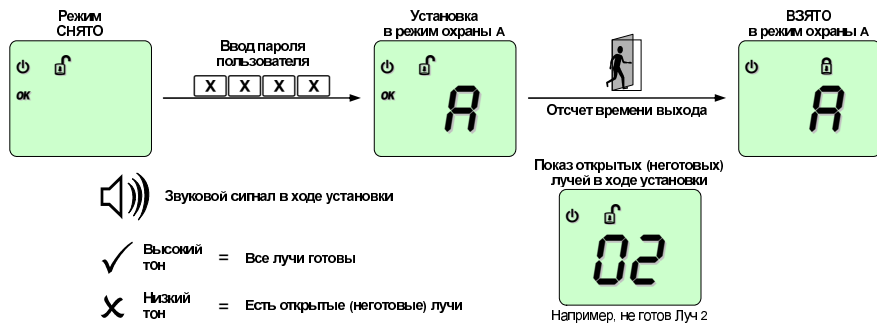 Режим
СНЯТО
OK
Ввод пароля
пользователя
X X X X
Установка
в режим охраны А
OK
A
Отсчет времени выхода
ВЗЯТО
в режим охраны А
A
Звуковой сигнал в ходе установки
Высокий
тон = Все лучи готовы
Низкий
тон = Есть открытые (неготовые) лучи
Показ открытых (неготовых)
лучей в ходе установки
02
Например, не готов Луч 2